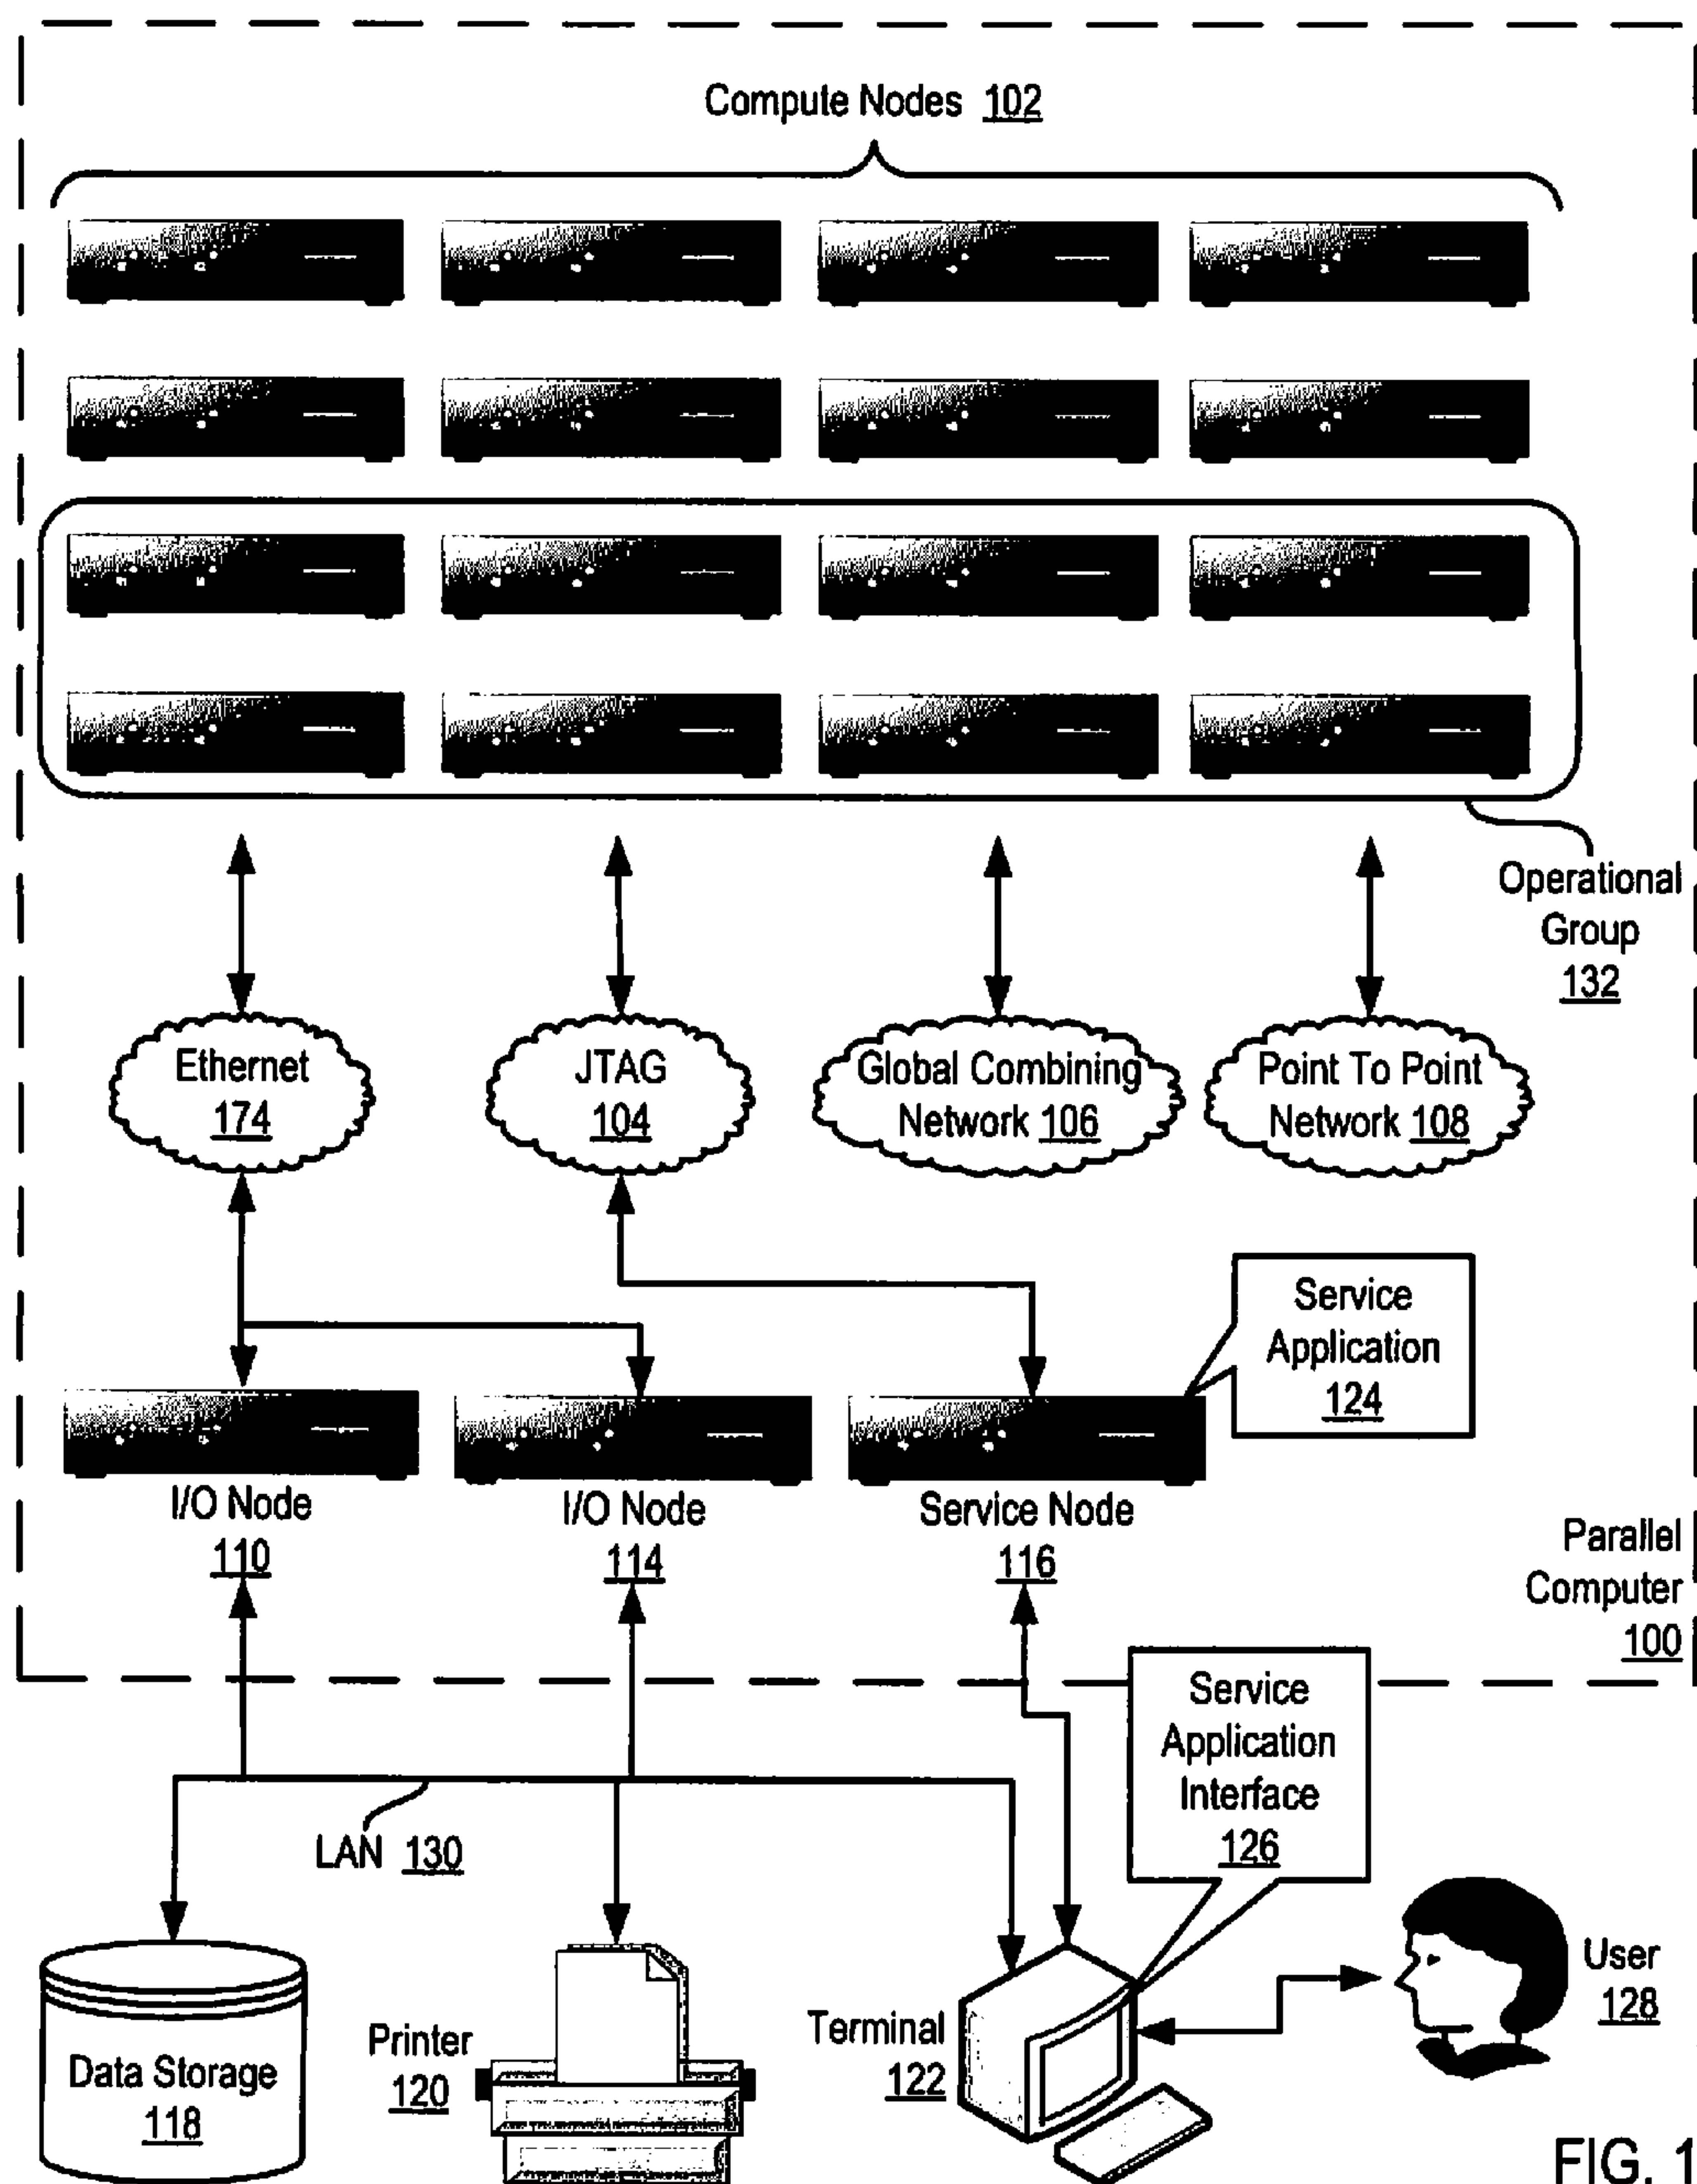 Compute Nodes 102
Operational
Group
132
Ethernet
174
JTAG
104
Global Combining
Network 106
Point To Point
Network 108
Service
Application
124
I/O Node
110
I/O Node
114
Service Node
116
Parallel
Computer
100
Service
Application
Interface
126
LAN 130
Data Storage
118
Printer
120
Terminal
122
User
128
FIG. 1